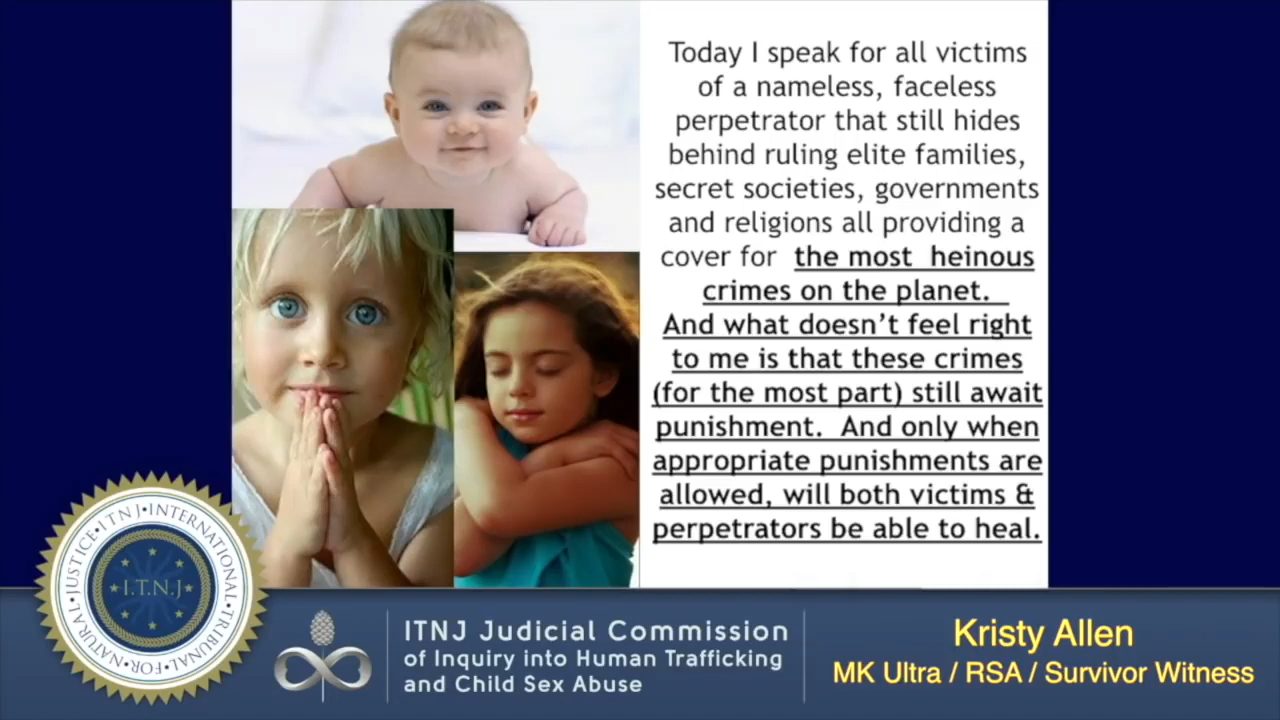 Today I speak for all victims
of a nameless, faceless
perpetrator that still hides
behind ruling elite families,
secret societies, governments
and religions all providing a
cover for the most heinous
crimes on the planet.
And what doesn't feel right
to me is that these crimes
(for the most part) still await
punishment. And only when
appropriate punishments are
allowed, will both victims &
perpetrators be able to heal.
ITNJ•INTERNATIONAL•TRIBUNAL•FOR•NATURAL•JUSTICE•
I.T.N.J
ITNJ Judicial Commission
of Inquiry into Human Trafficking
and Child Sex Abuse
Kristy Allen
MK Ultra / RSA / Survivor Witness